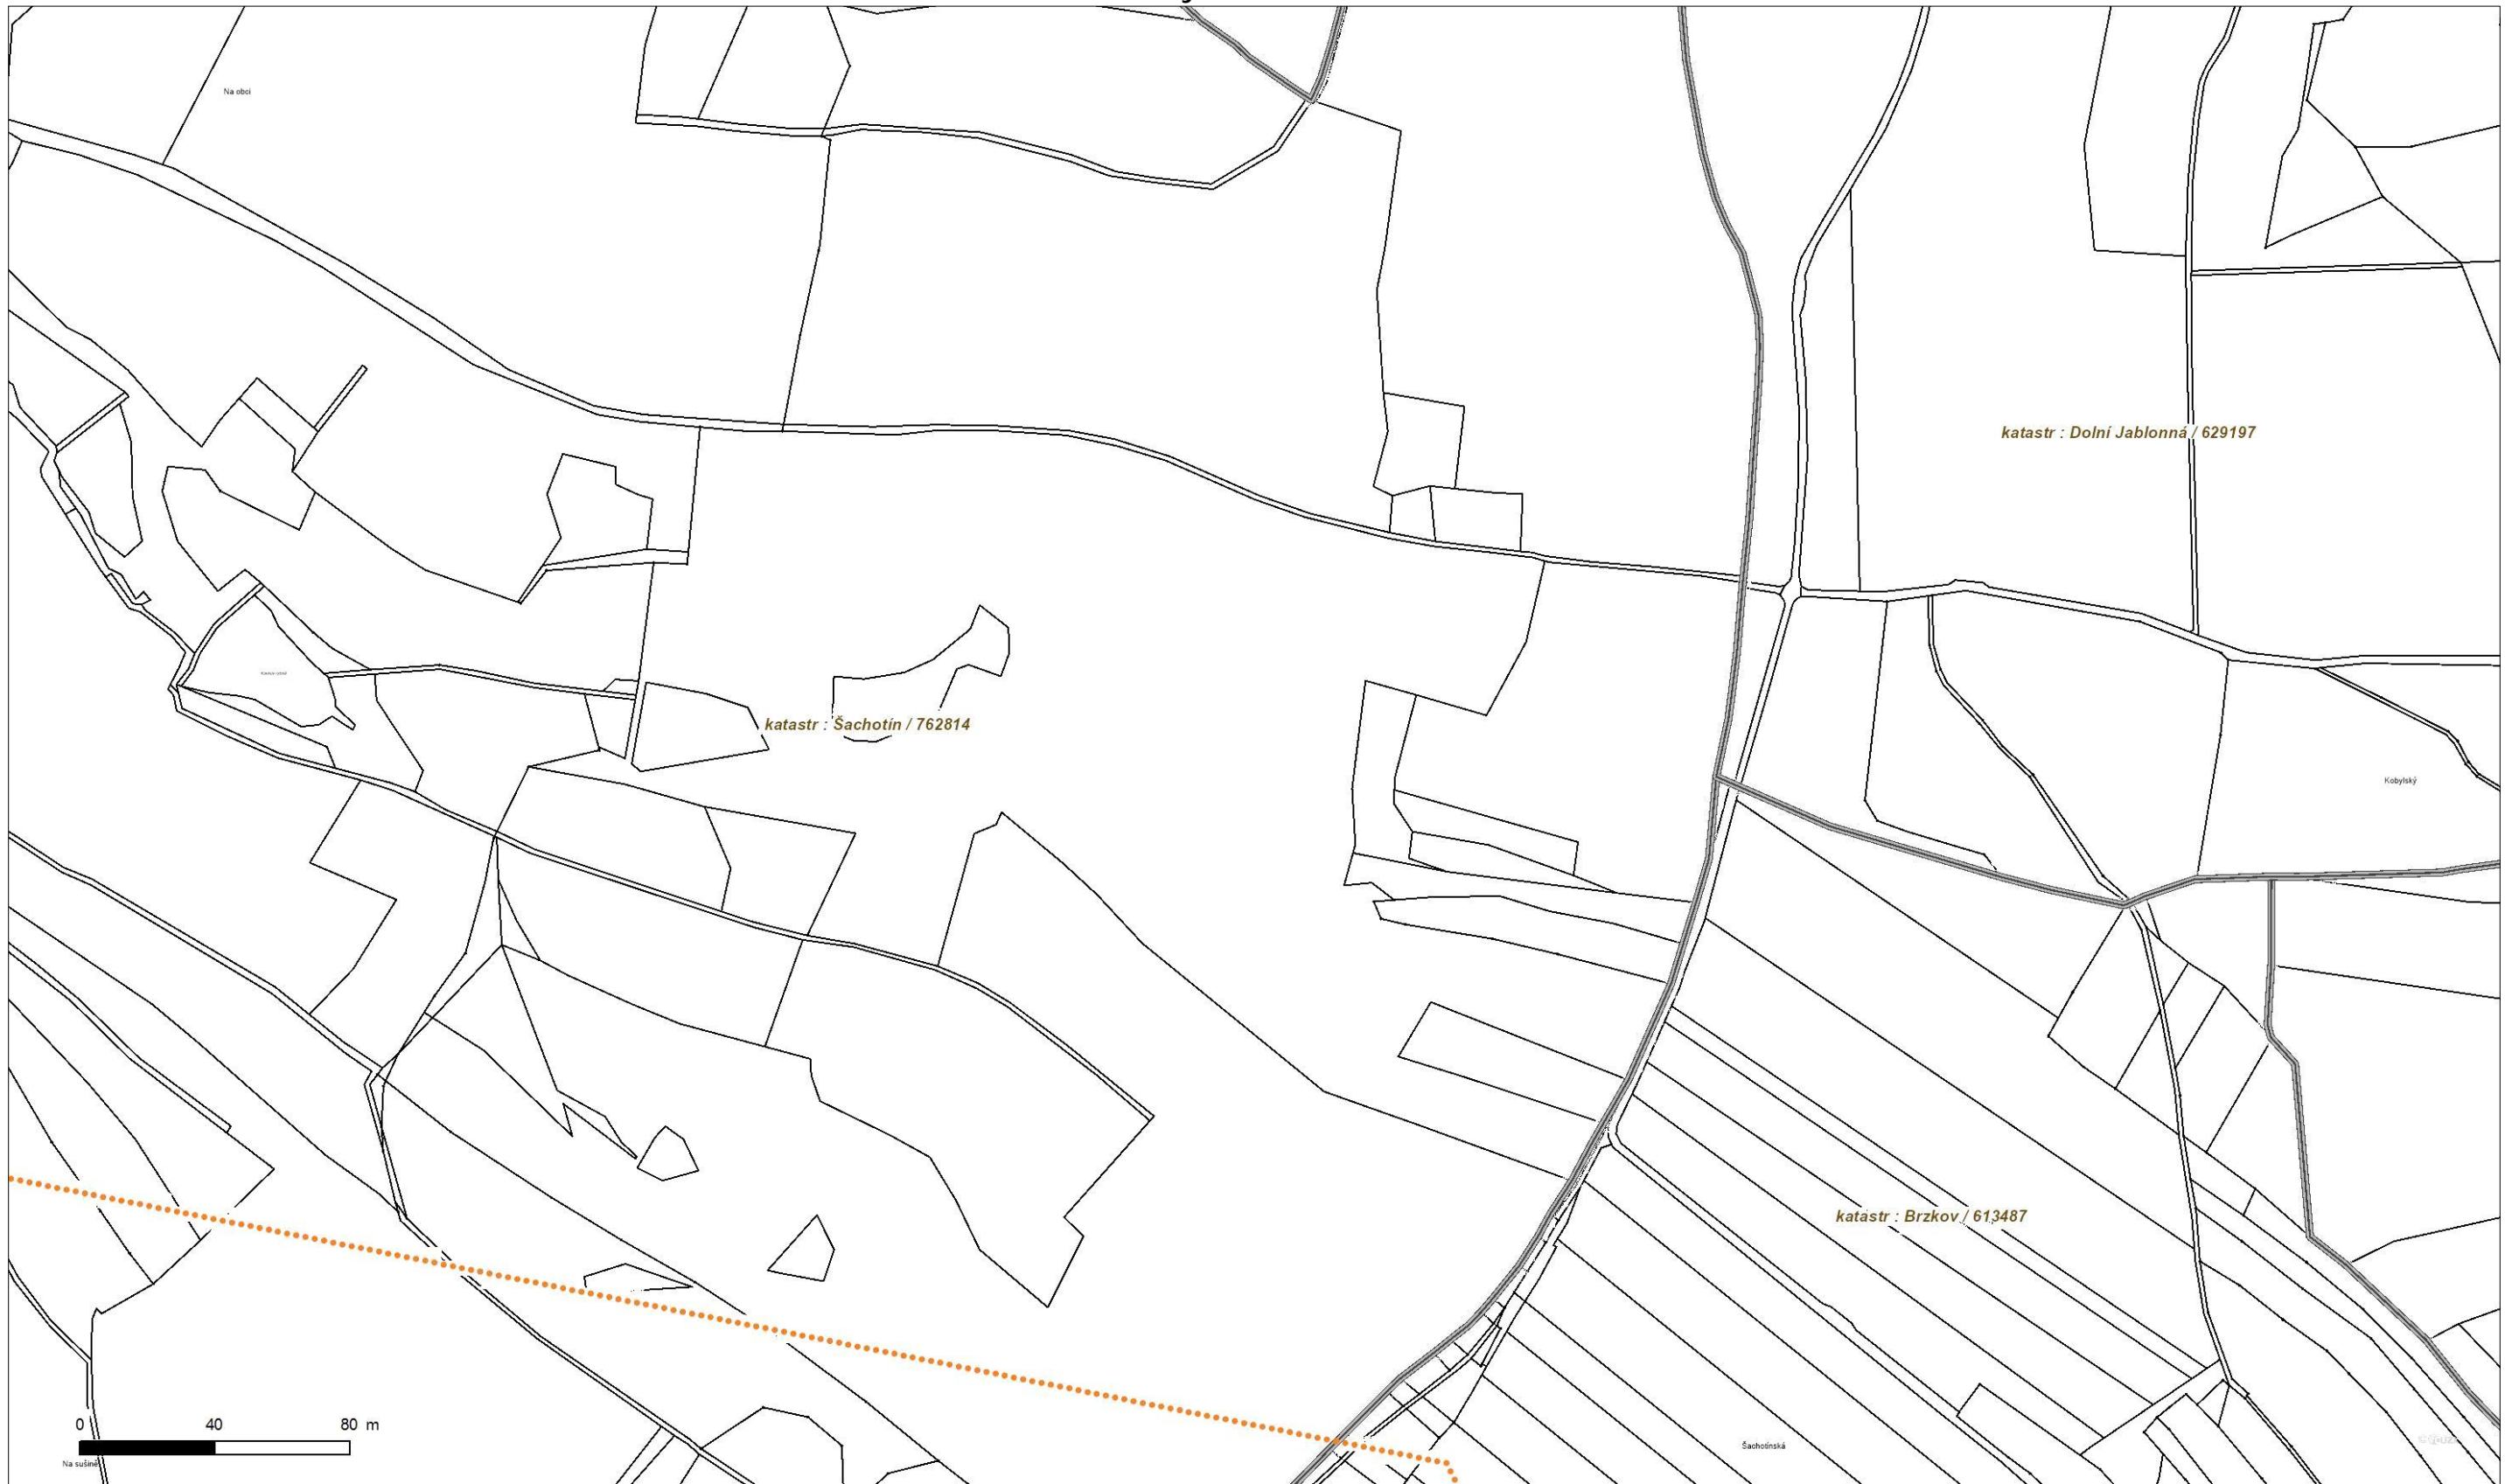 Na obci
katastr : Dolní Jablonná / 629197
katastr : Šachotín / 762814
Kobylský
katastr : Brzkov / 613487
0 40 80 m
Šachotínská
Na sušině